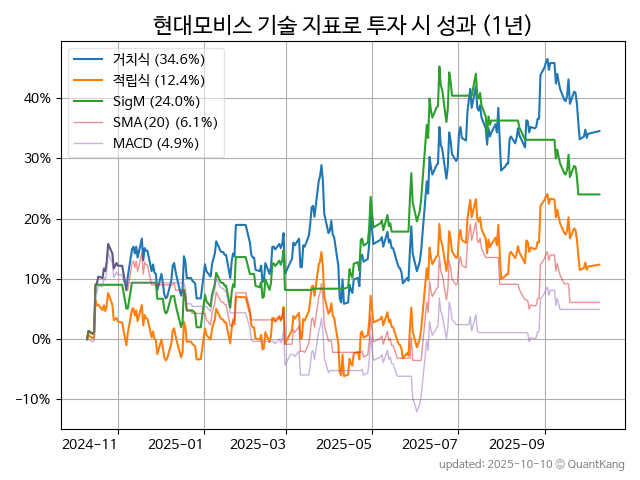 현대모비스 기술 지표로 투자 시 성과 (1년)
거치식 (34.6%)
적립식 (12.4%)
SigM (24.0%)
SMA(20) (6.1%)
MACD (4.9%)
40%
30%
20%
10%
0%
−10%
2024-11
2025-01
2025-03
2025-05
2025-07
2025-09
updated: 2025-10-10 © QuantKang